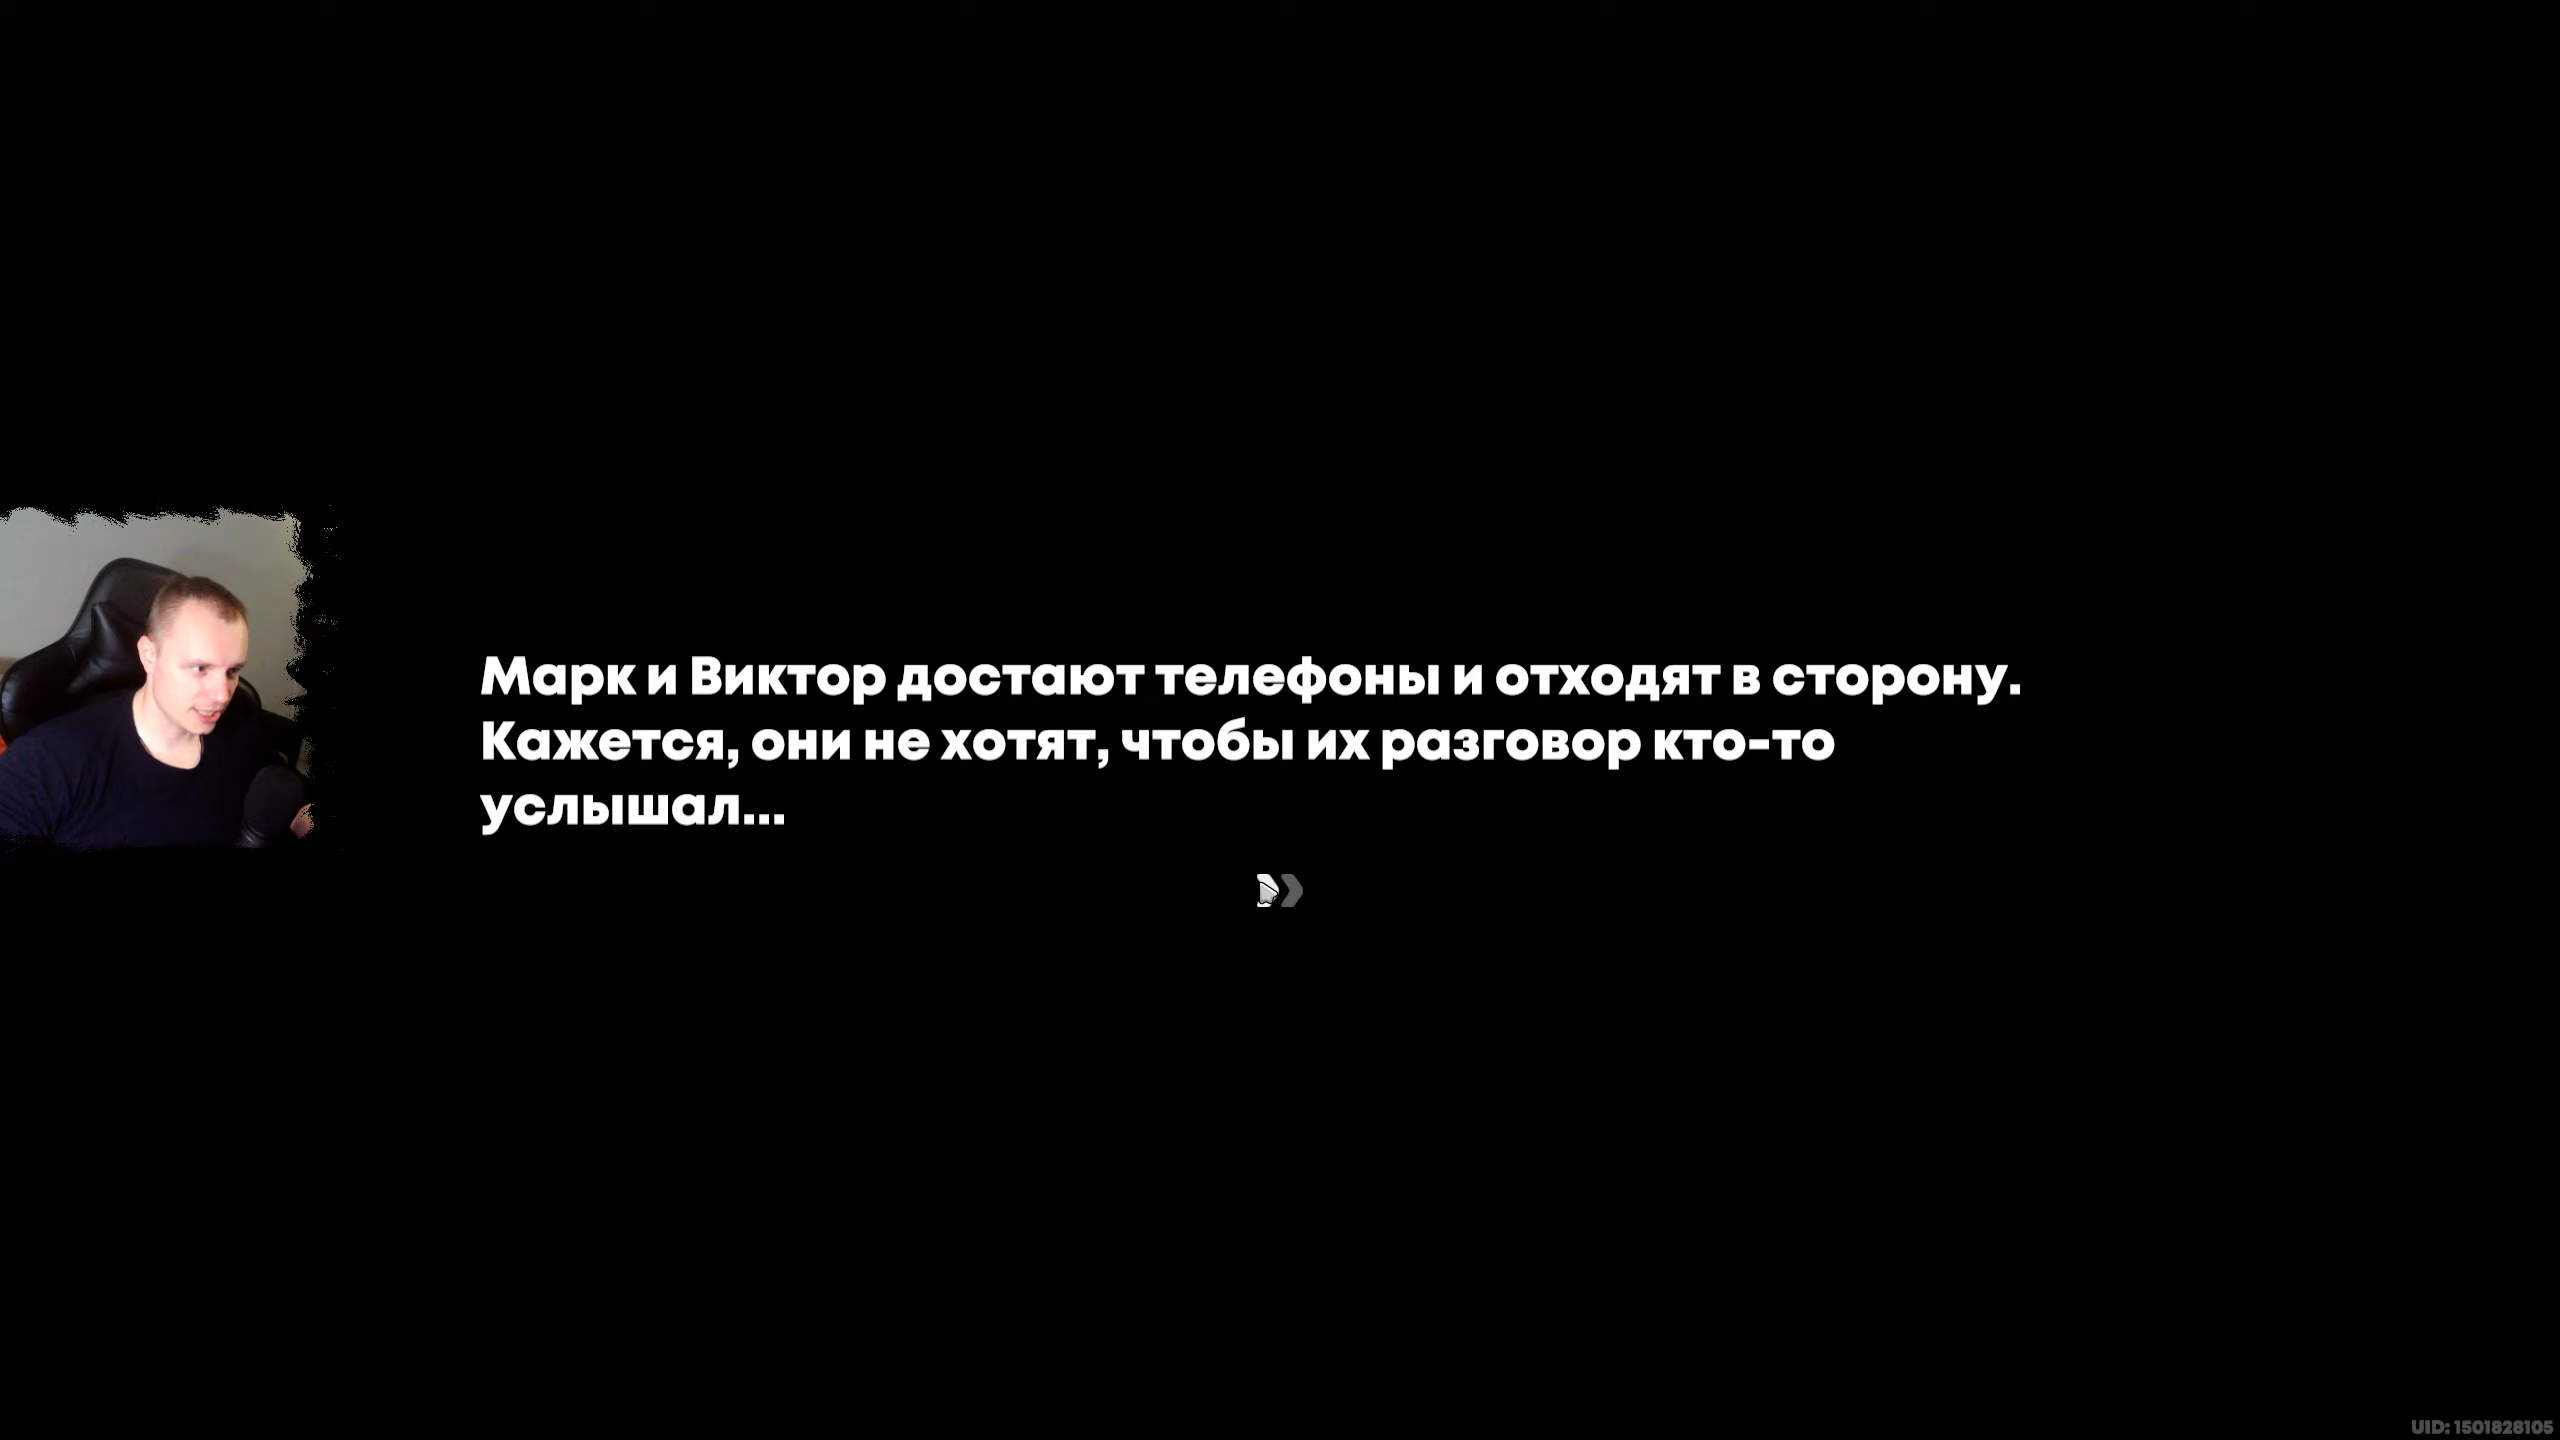 Марк и Виктор достают телефоны и отходят в сторону.
Кажется, они не хотят, чтобы их разговор кто-то
услышал...
UID: 1501828105